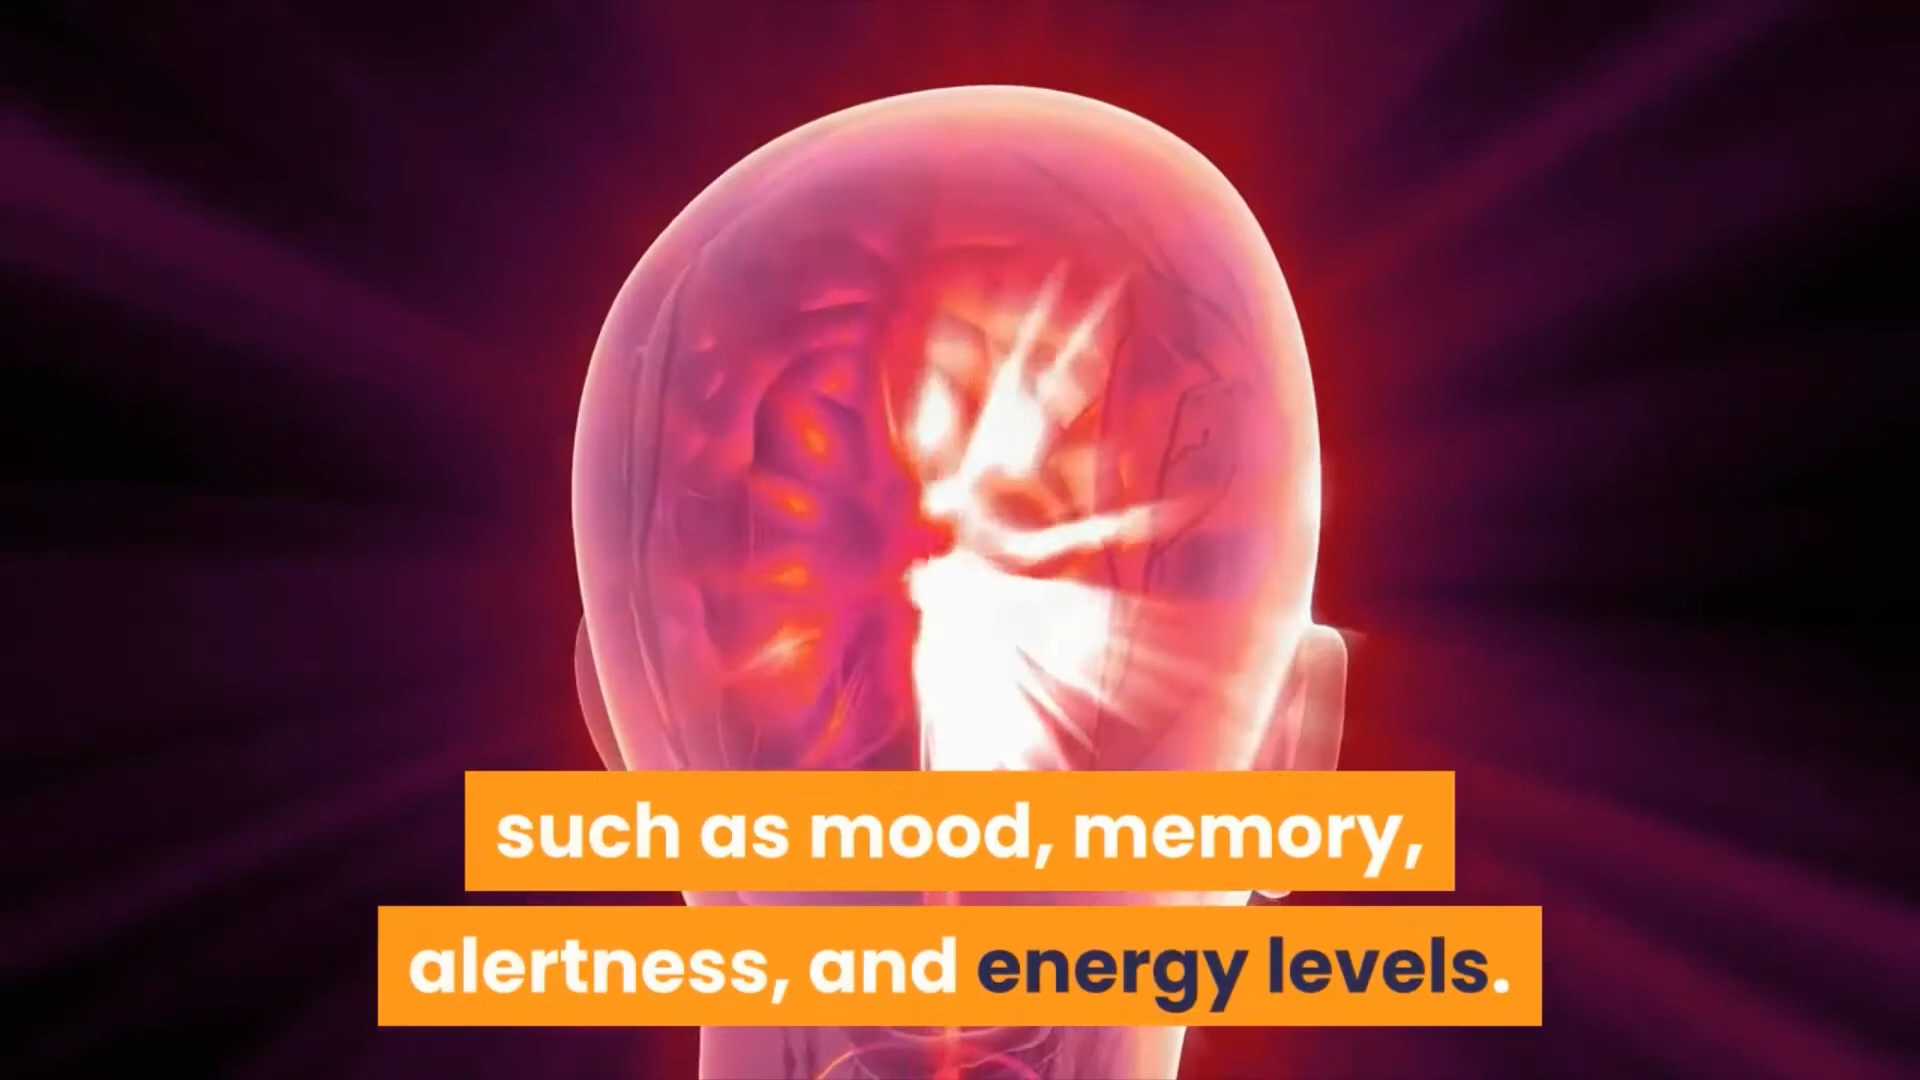 such as mood, memory,
alertness, and energy levels.